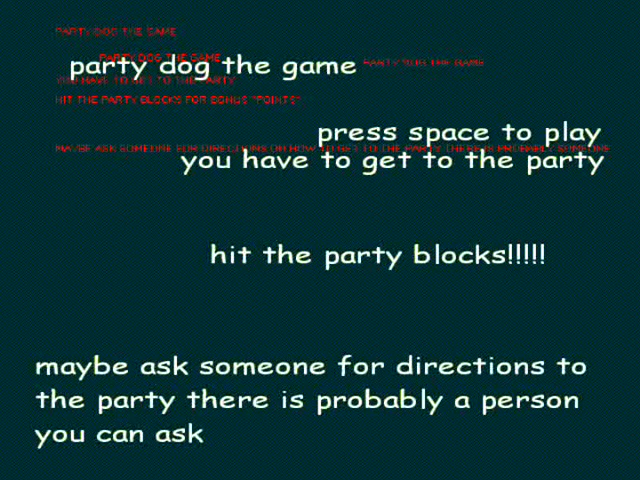 PARTY DOG THE GAME
PARTY DOG THE GAME
party dog the game
PARTY DOG THE GAME
YOU HAVE TO GET TO THE PARTY
HIT THE PARTY BLOCKS FOR BONUS "POINTS"
press space to play
MAYBE ASK SOMEONE FOR DIRECTIONS ON HOW TO GET TO THE PARTY THERE IS PROBABLY SOMEONE
you have to get to the party
hit the party blocks!!!!!
maybe ask someone for directions to
the party there is probably a person
you can ask